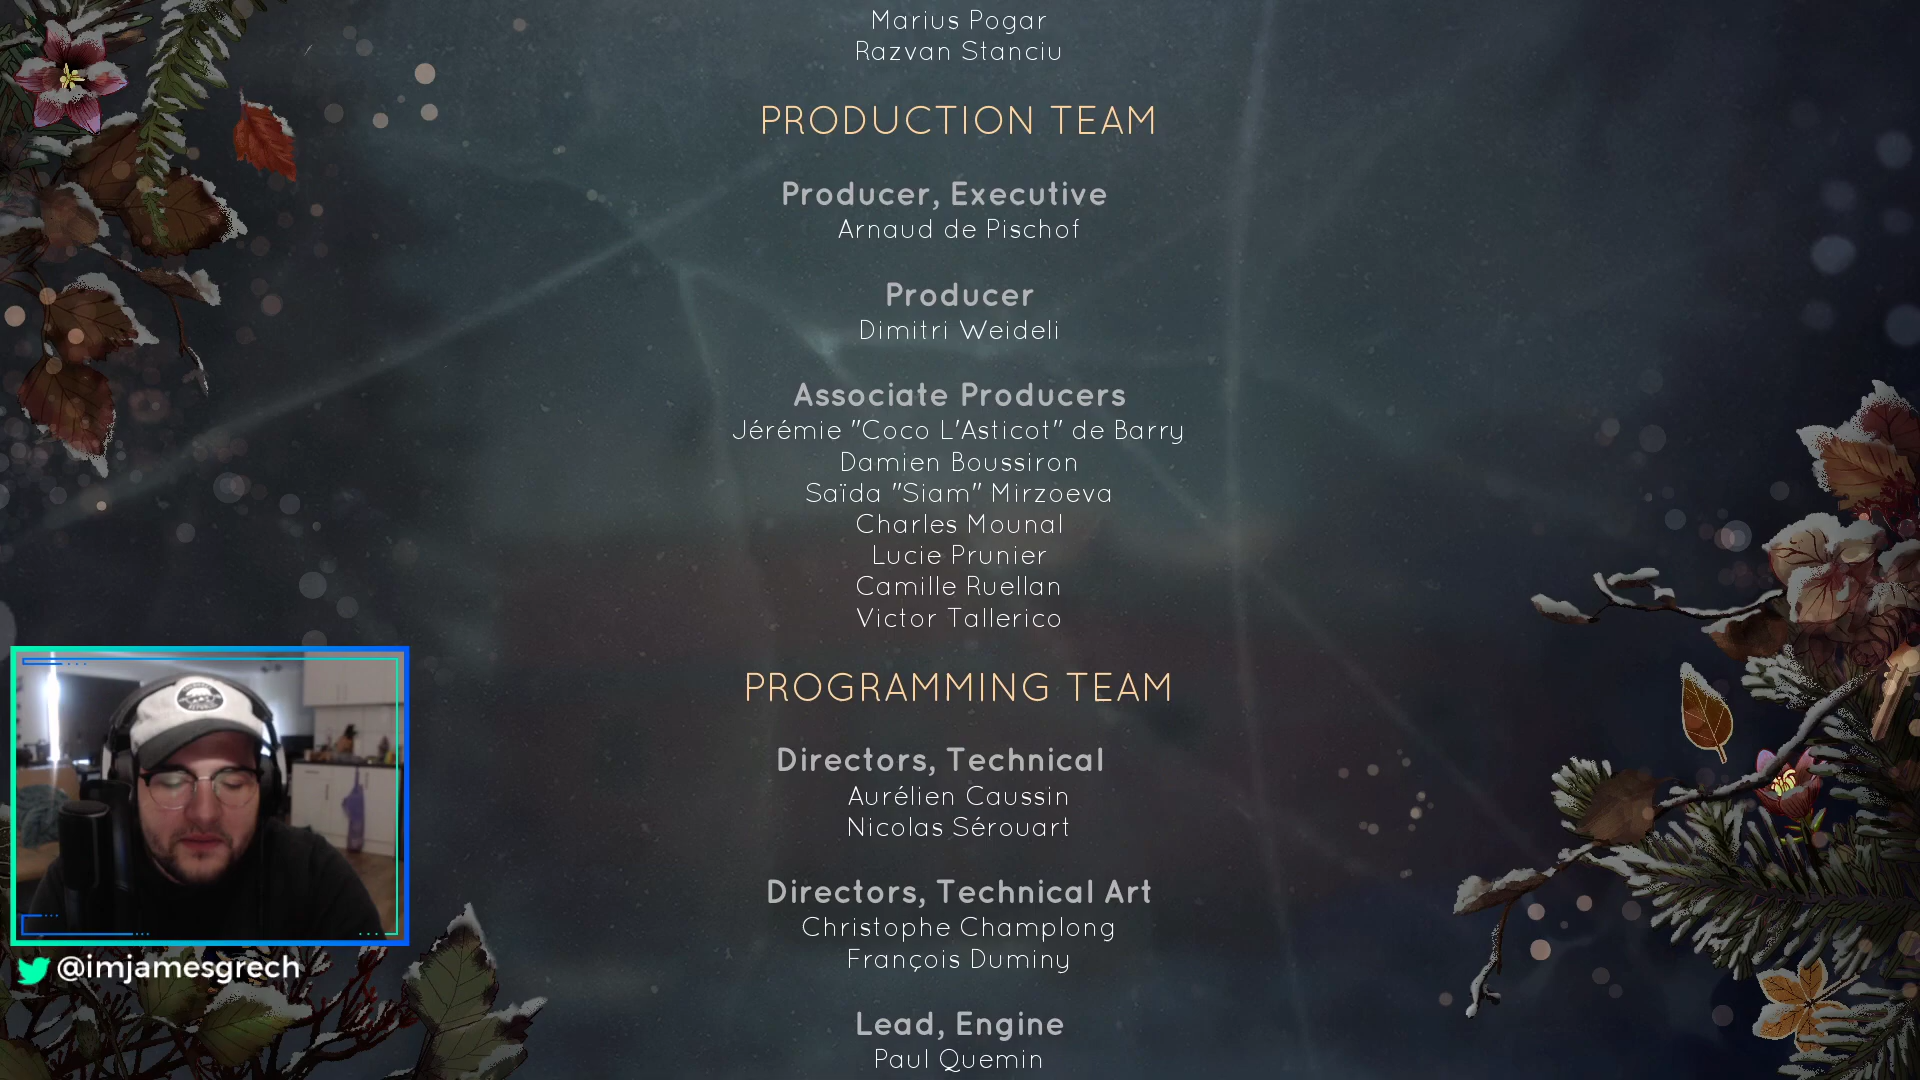 Marius Pogar
Razvan Stanciu
PRODUCTION TEAM
Producer, Executive
Arnaud de Pischof
Producer
Dimitri Weideli
Associate Producers
Jérémie "Coco L'Asticot" de Barry
Damien Boussiron
Saïda "Siam" Mirzoeva
Charles Mounal
Lucie Prunier
Camille Ruellan
Victor Tallerico
PROGRAMMING TEAM
Directors, Technical
Aurélien Caussin
Nicolas Sérouart
Directors, Technical Art
Christophe Champlong
François Duminy
Lead, Engine
Paul Quemin
@imjamesgrech